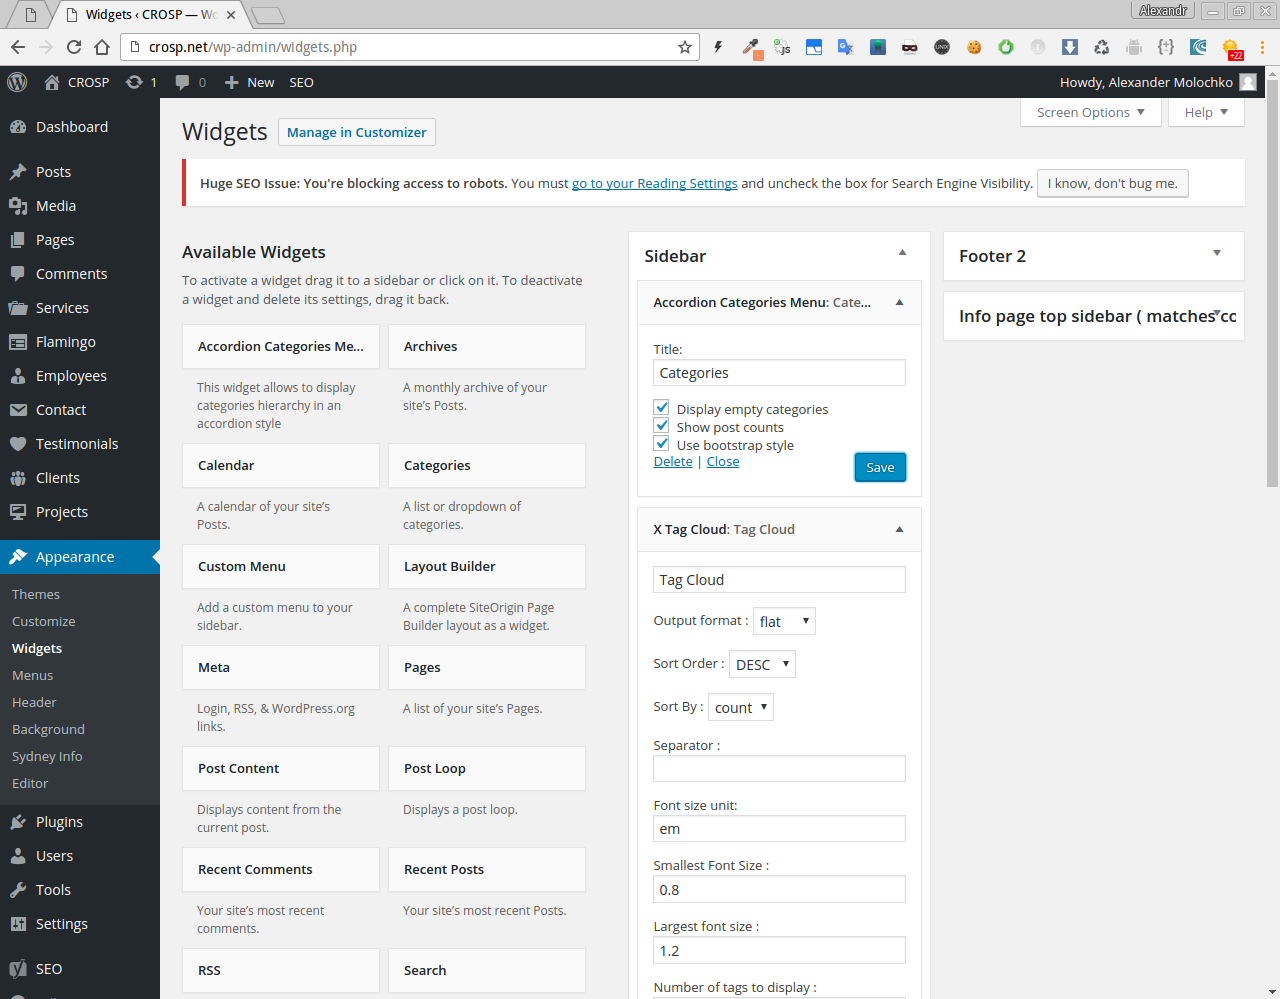 Widgets ‹ CROSP — Wo
Alexandr
crosp.net/wp-admin/widgets.php
JS
UNIX
+22
CROSP
1
0
New
SEO
Howdy, Alexander Molochko
Dashboard
Posts
Media
Pages
Comments
Services
Flamingo
Employees
Contact
Testimonials
Clients
Projects
Appearance
Themes
Customize
Widgets
Menus
Header
Background
Sydney Info
Editor
Plugins
Users
Tools
Settings
SEO
Screen Options
Help
Widgets
Manage in Customizer
Huge SEO Issue: You're blocking access to robots. You must go to your Reading Settings and uncheck the box for Search Engine Visibility. I know, don't bug me.
Available Widgets
To activate a widget drag it to a sidebar or click on it. To deactivate
a widget and delete its settings, drag it back.
Accordion Categories Me...
This widget allows to display
categories hierarchy in an
accordion style
Archives
A monthly archive of your
site’s Posts.
Calendar
A calendar of your site’s
Posts.
Categories
A list or dropdown of
categories.
Custom Menu
Add a custom menu to your
sidebar.
Layout Builder
A complete SiteOrigin Page
Builder layout as a widget.
Meta
Login, RSS, & WordPress.org
links.
Pages
A list of your site’s Pages.
Post Content
Displays content from the
current post.
Post Loop
Displays a post loop.
Recent Comments
Your site’s most recent
comments.
Recent Posts
Your site’s most recent Posts.
RSS
Search
Sidebar
Accordion Categories Menu: Cate...
Title:
Categories
Display empty categories
Show post counts
Use bootstrap style
Delete | Close
Save
X Tag Cloud: Tag Cloud
Tag Cloud
Output format : flat
Sort Order : DESC
Sort By : count
Separator :
Font size unit:
em
Smallest Font Size :
0.8
Largest font size :
1.2
Number of tags to display :
Footer 2
Info page top sidebar ( matches co